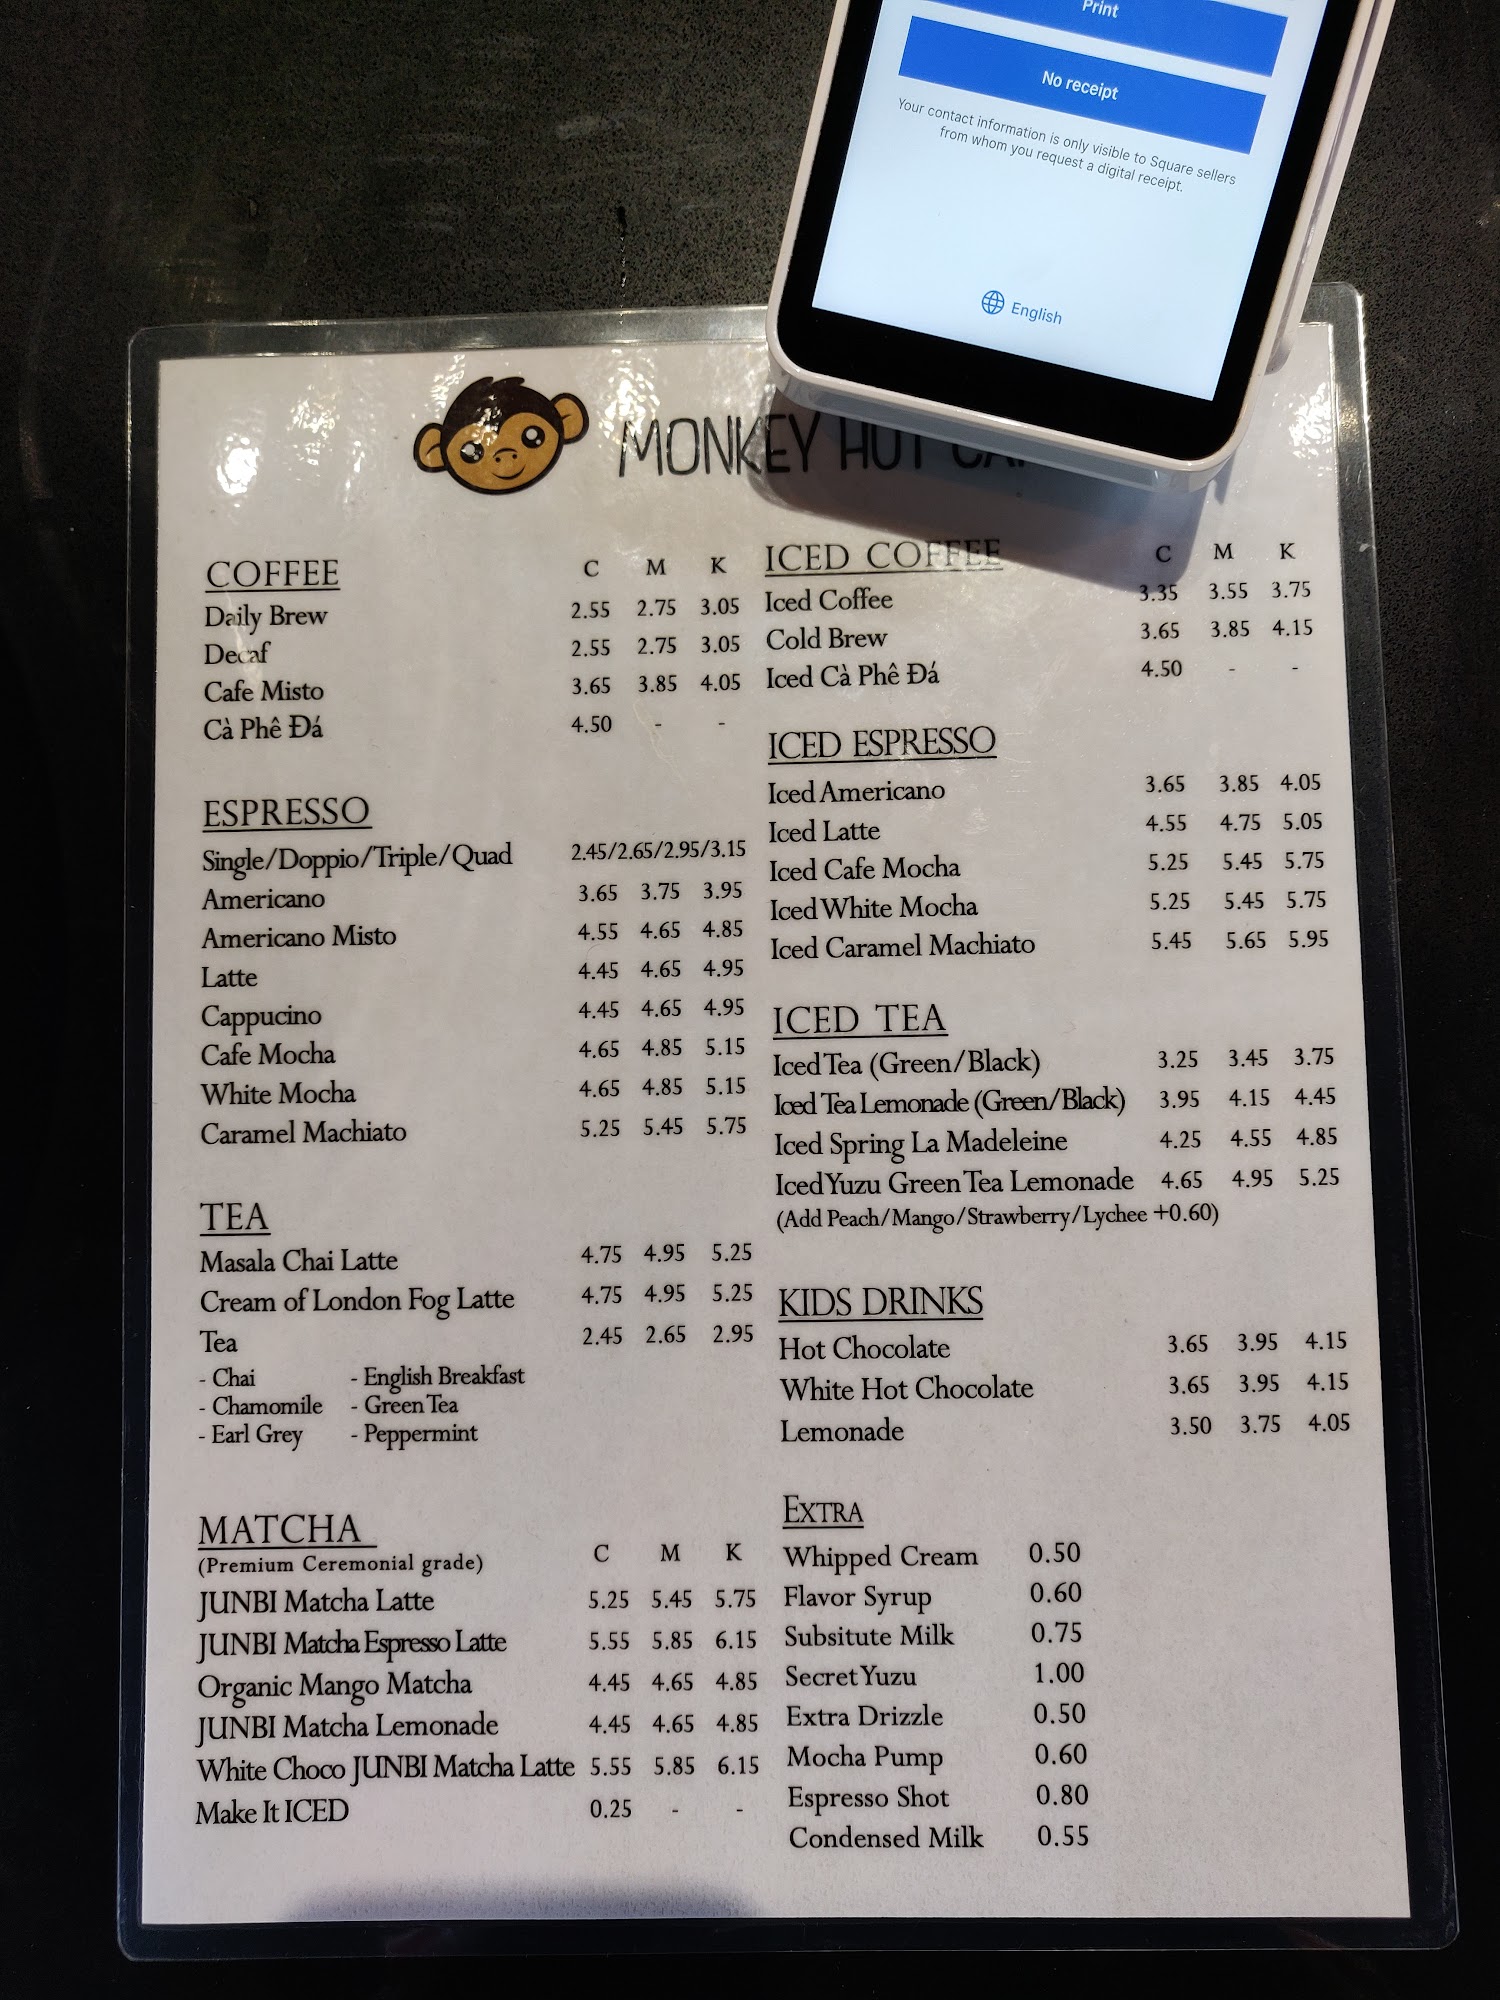 Print
No receipt
Your contact information is only visible to Square sellers
from whom you request a digital receipt.
English
MONKEY HUT
COFFEE C M K
Daily Brew 2.55 2.75 3.05
Decaf 2.55 2.75 3.05
Cafe Misto 3.65 3.85 4.05
Cà Phê Đá 4.50 - -
ESPRESSO
Single/Doppio/Triple/Quad 2.45/2.65/2.95/3.15
Americano 3.65 3.75 3.95
Americano Misto 4.55 4.65 4.85
Latte 4.45 4.65 4.95
Cappucino 4.45 4.65 4.95
Cafe Mocha 4.65 4.85 5.15
White Mocha 4.65 4.85 5.15
Caramel Machiato 5.25 5.45 5.75
TEA
Masala Chai Latte 4.75 4.95 5.25
Cream of London Fog Latte 4.75 4.95 5.25
Tea 2.45 2.65 2.95
- Chai - English Breakfast
- Chamomile - Green Tea
- Earl Grey - Peppermint
MATCHA
(Premium Ceremonial grade) C M K
JUNBI Matcha Latte 5.25 5.45 5.75
JUNBI Matcha Espresso Latte 5.55 5.85 6.15
Organic Mango Matcha 4.45 4.65 4.85
JUNBI Matcha Lemonade 4.45 4.65 4.85
White Choco JUNBI Matcha Latte 5.55 5.85 6.15
Make It ICED 0.25 - -
ICED COFFEE C M K
Iced Coffee 3.35 3.55 3.75
Cold Brew 3.65 3.85 4.15
Iced Cà Phê Đá 4.50 - -
ICED ESPRESSO
Iced Americano 3.65 3.85 4.05
Iced Latte 4.55 4.75 5.05
Iced Cafe Mocha 5.25 5.45 5.75
Iced White Mocha 5.25 5.45 5.75
Iced Caramel Machiato 5.45 5.65 5.95
ICED TEA
Iced Tea (Green/Black) 3.25 3.45 3.75
Iced Tea Lemonade (Green/Black) 3.95 4.15 4.45
Iced Spring La Madeleine 4.25 4.55 4.85
Iced Yuzu Green Tea Lemonade 4.65 4.95 5.25
(Add Peach/Mango/Strawberry/Lychee +0.60)
KIDS DRINKS
Hot Chocolate 3.65 3.95 4.15
White Hot Chocolate 3.65 3.95 4.15
Lemonade 3.50 3.75 4.05
EXTRA
Whipped Cream 0.50
Flavor Syrup 0.60
Subsitute Milk 0.75
Secret Yuzu 1.00
Extra Drizzle 0.50
Mocha Pump 0.60
Espresso Shot 0.80
Condensed Milk 0.55